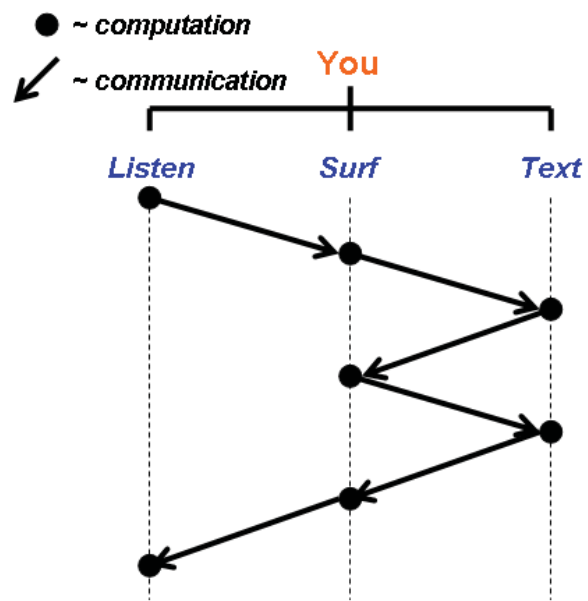 ~ computation
~ communication
You
Listen Surf Text